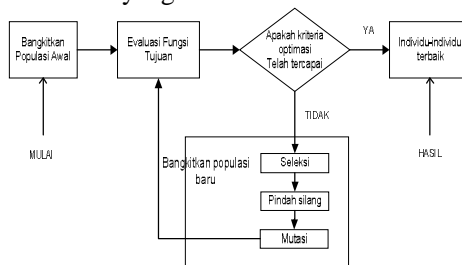 Bangkitkan
Populasi Awal
Evaluasi Fungsi
Tujuan
Apakah kriteria
optimasi
Telah tercapai
YA
Individu-individu
terbaik
MULAI
TIDAK
HASIL
Bangkitkan populasi
baru
Seleksi
Pindah silang
Mutasi